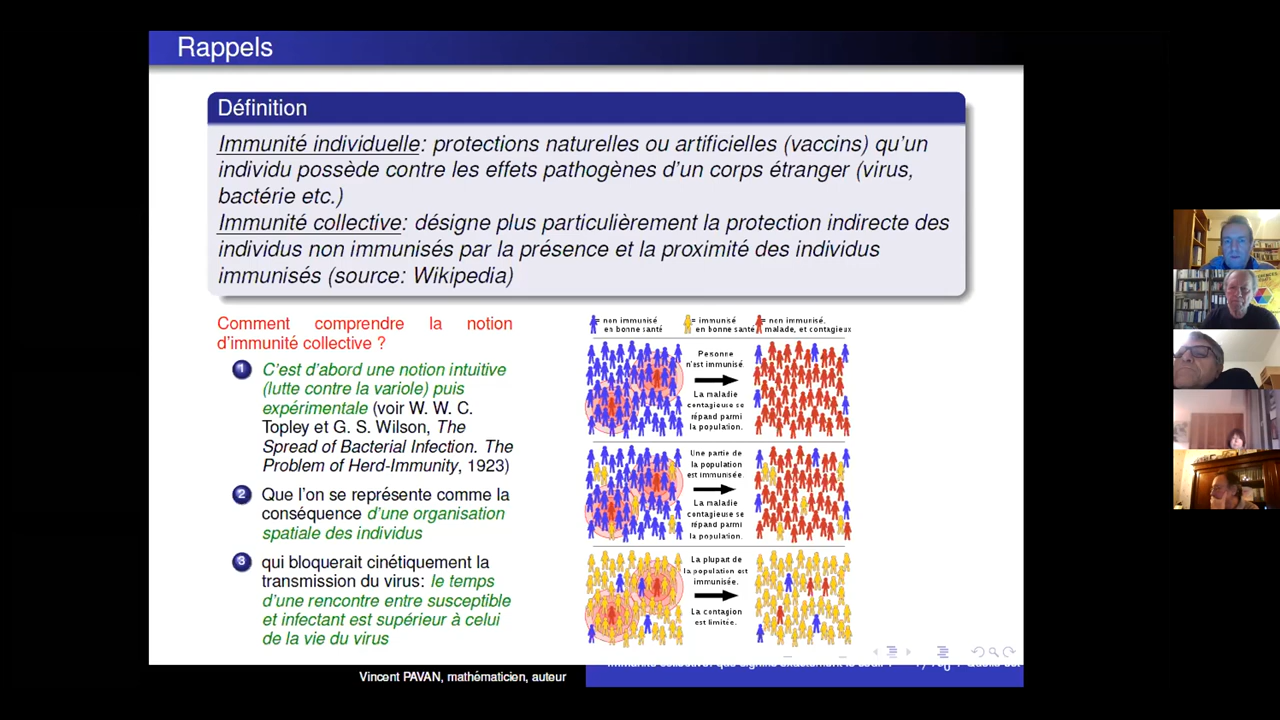 Rappels
Définition
Immunité individuelle: protections naturelles ou artificielles (vaccins) qu'un
individu possède contre les effets pathogènes d'un corps étranger (virus,
bactérie etc.)
Immunité collective: désigne plus particulièrement la protection indirecte des
individus non immunisés par la présence et la proximité des individus
immunisés (source: Wikipedia)
Comment comprendre la notion
d'immunité collective ?
1 C'est d'abord une notion intuitive
(lutte contre la variole) puis
expérimentale (voir W. W. C.
Topley et G. S. Wilson, The
Spread of Bacterial Infection. The
Problem of Herd-Immunity, 1923)
2 Que l'on se représente comme la
conséquence d'une organisation
spatiale des individus
3 qui bloquerait cinétiquement la
transmission du virus: le temps
d'une rencontre entre susceptible
et infectant est supérieur à celui
de la vie du virus
= non immunisé
en bonne santé
= immunisé
en bonne santé
= non immunisé,
malade, et contagieux
Personne
n'est immunisé.
La maladie
contagieuse se
répand parmi
la population.
Une partie de
la population
est immunisée.
La maladie
contagieuse se
répand parmi
la population.
La plupart de
la population est
immunisée.
La contagion
est limitée.
Vincent PAVAN, mathématicien, auteur